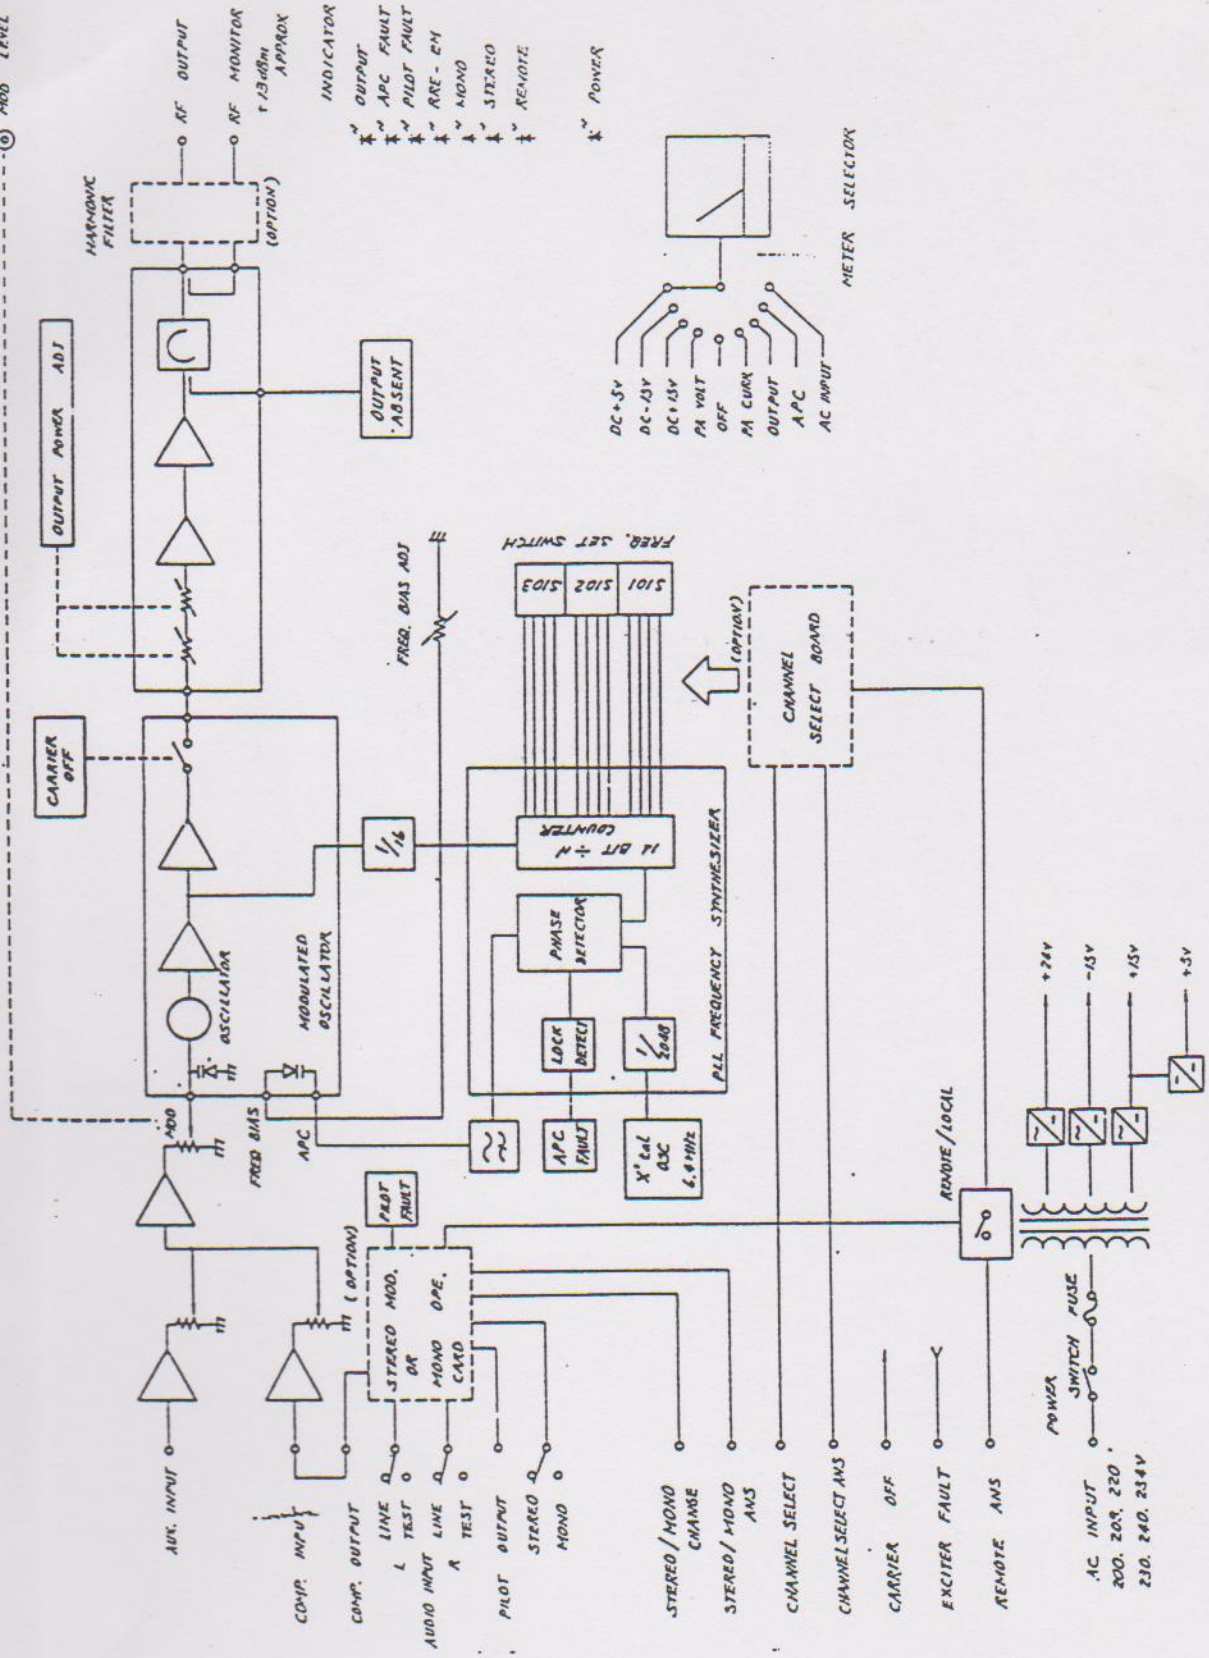 ⑥ MOD LEVEL
RF OUTPUT
RF MONITOR
+13dBm
APPROX
HARMONIC
FILTER
(OPTION)
INDICATOR
OUTPUT
APC FAULT
PILOT FAULT
RRE-EM
MONO
STEREO
REMOTE
POWER
OUTPUT POWER ADJ
OUTPUT
ABSENT
CARRIER
OFF
OSCILLATOR
MODULATED
OSCILLATOR
MOD
FREQ BIAS
APC
1/16
FREQ. BIAS ADJ
FREQ. SET SWITCH
S103
S102
S101
12 BIT ÷ N
COUNTER
PHASE
DETECTOR
LOCK
DETECT
1/2048
PLL FREQUENCY SYNTHESIZER
APC
FAULT
X'tal
OSC
6.4MHz
(OPTION)
CHANNEL
SELECT BOARD
DC+5V
DC-15V
DC+15V
PA VOLT
OFF
PA CURR
OUTPUT
APC
AC INPUT
METER SELECTOR
AUX. INPUT
COMP. INPUT
COMP. OUTPUT
L LINE
TEST
AUDIO INPUT
R LINE
TEST
PILOT OUTPUT
STEREO
MONO
(OPTION)
STEREO MOD.
OR
MONO OPE.
CARD
PILOT
FAULT
STEREO/MONO
CHANGE
STEREO/MONO
ANS
CHANNEL SELECT
CHANNEL SELECT ANS
CARRIER OFF
EXCITER FAULT
REMOTE ANS
REMOTE/LOCAL
AC INPUT
200. 208. 220
230. 240. 254V
POWER
SWITCH FUSE
-15V
+15V
+5V